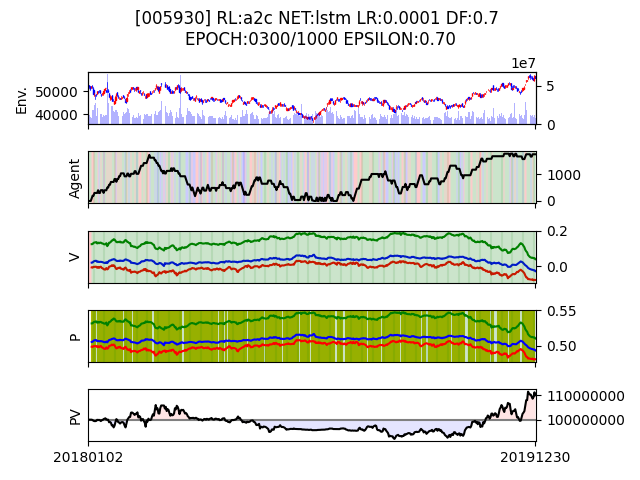 [005930] RL:a2c NET:lstm LR:0.0001 DF:0.7
EPOCH:0300/1000 EPSILON:0.70
1e7
Env.
50000
40000
5
0
Agent
1000
0
V
0.2
0.0
P
0.55
0.50
PV
110000000
100000000
20180102
20191230